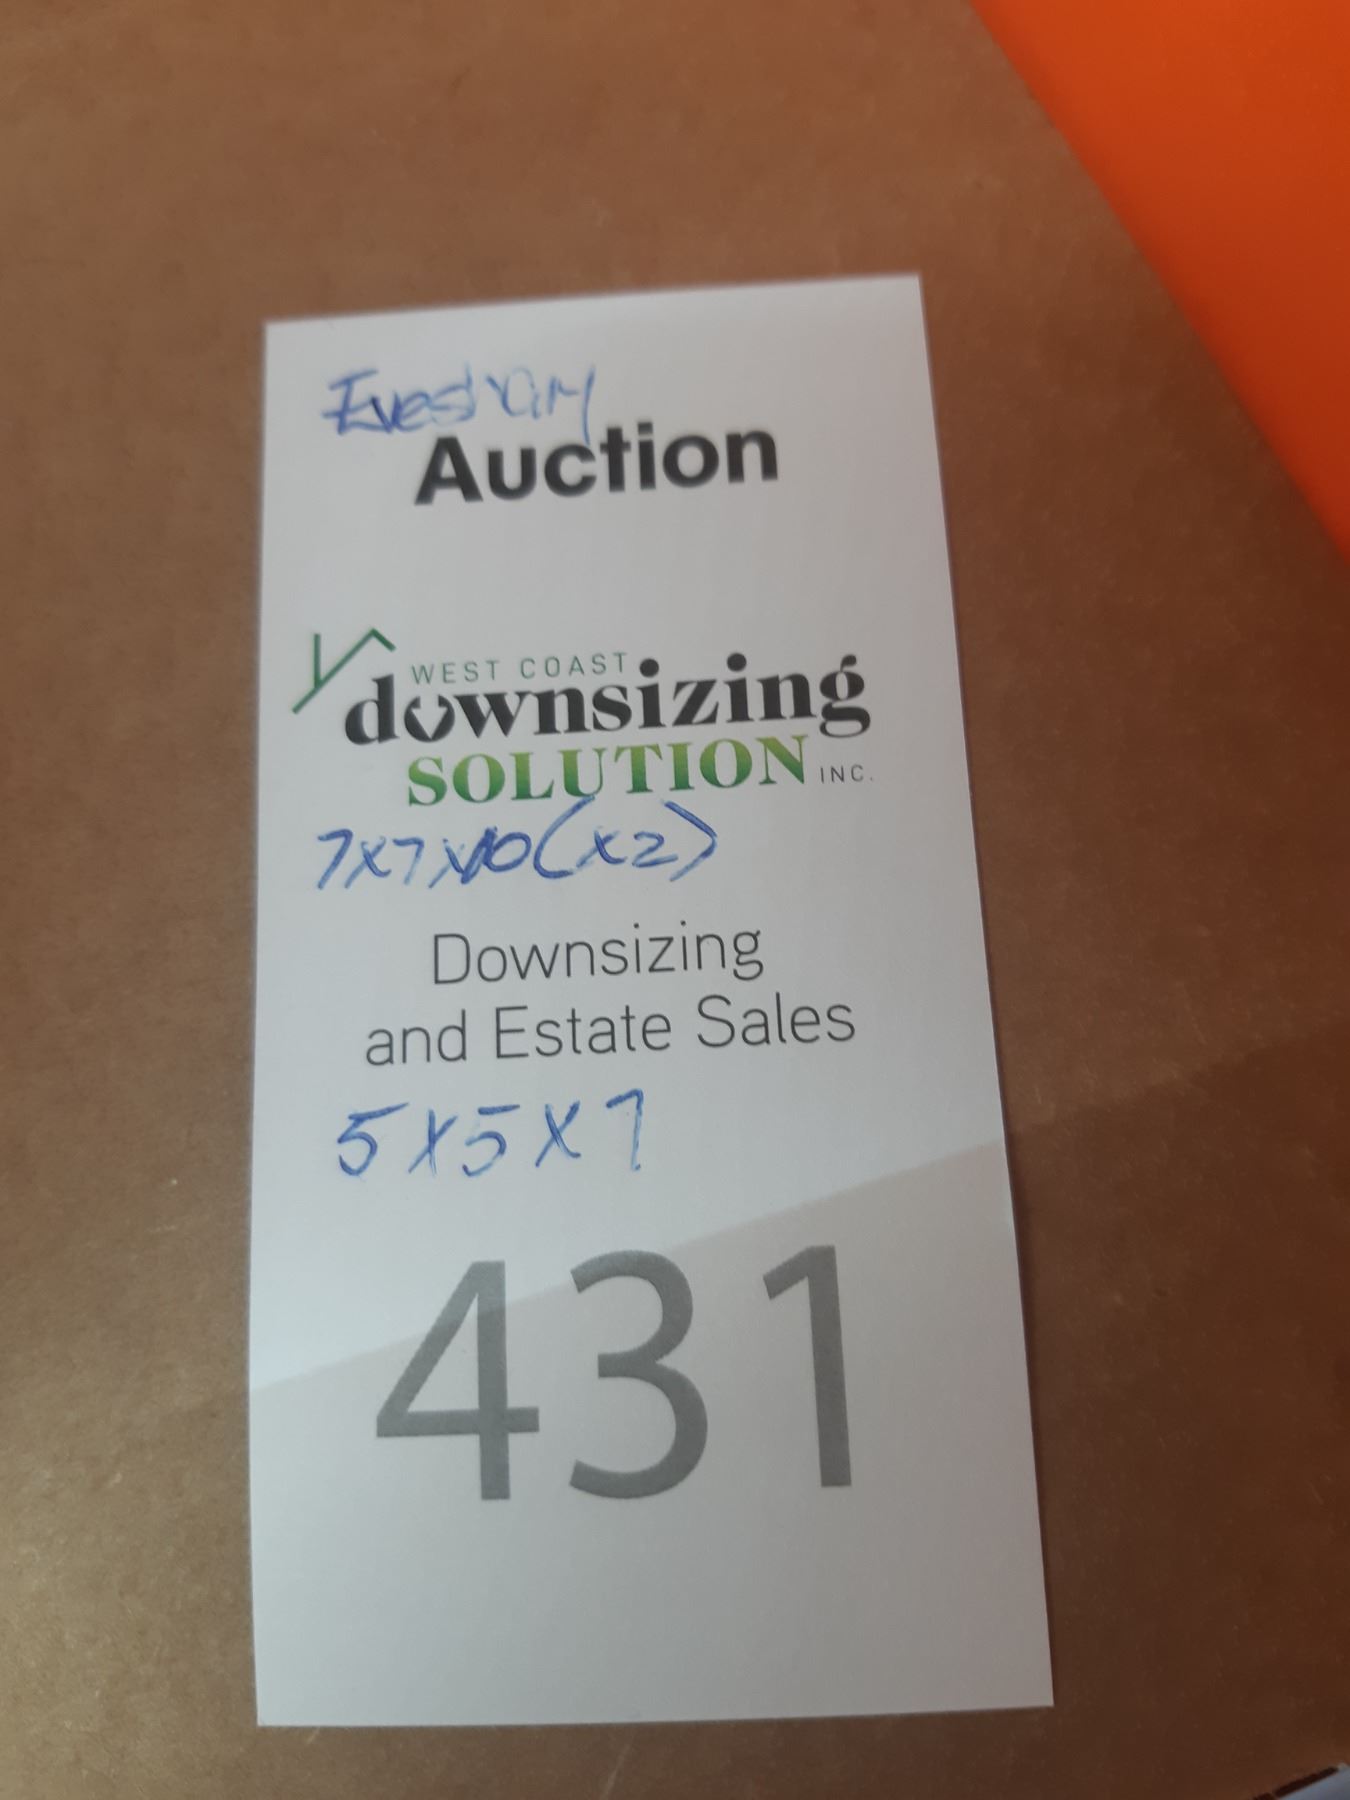 Auction
WEST COAST
downsizing
SOLUTION INC.
7x7x10(x2)
Downsizing
and Estate Sales
5x5x7
431